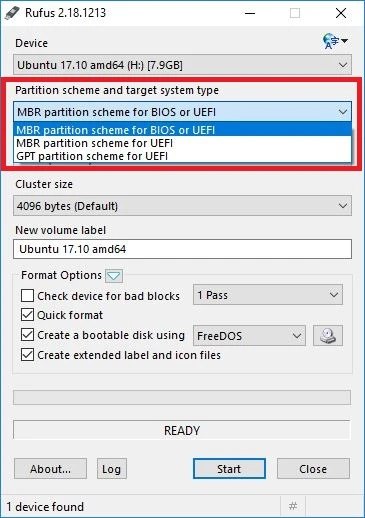 Rufus 2.18.1213
Device
Ubuntu 17.10 amd64 (H:) [7.9GB]
Partition scheme and target system type
MBR partition scheme for BIOS or UEFI
MBR partition scheme for BIOS or UEFI
MBR partition scheme for UEFI
GPT partition scheme for UEFI
Cluster size
4096 bytes (Default)
New volume label
Ubuntu 17.10 amd64
Format Options
Check device for bad blocks 1 Pass
Quick format
Create a bootable disk using FreeDOS
Create extended label and icon files
READY
About... Log Start Close
1 device found #